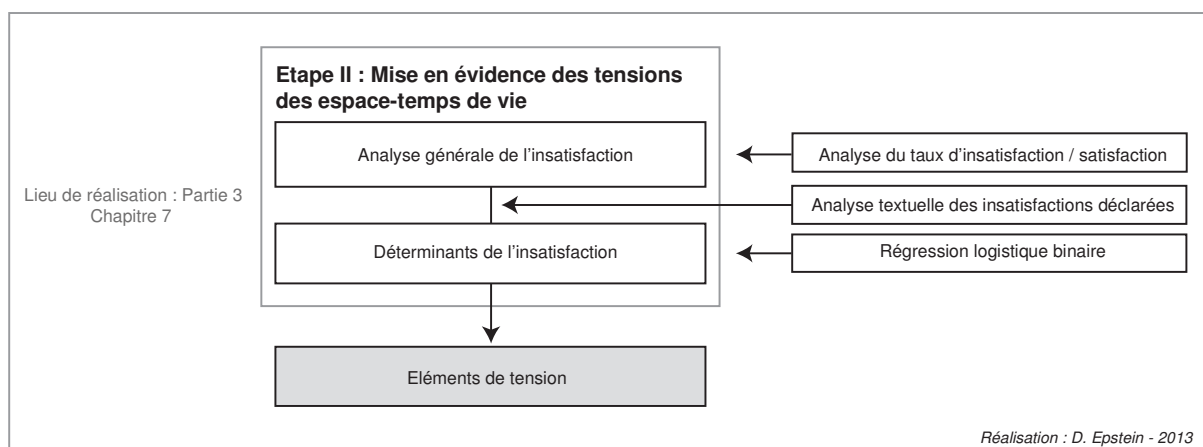 Etape II : Mise en évidence des tensions
des espace-temps de vie
Analyse générale de l'insatisfaction
Analyse du taux d'insatisfaction / satisfaction
Lieu de réalisation : Partie 3
Chapitre 7
Analyse textuelle des insatisfactions déclarées
Déterminants de l'insatisfaction
Régression logistique binaire
Eléments de tension
Réalisation : D. Epstein - 2013